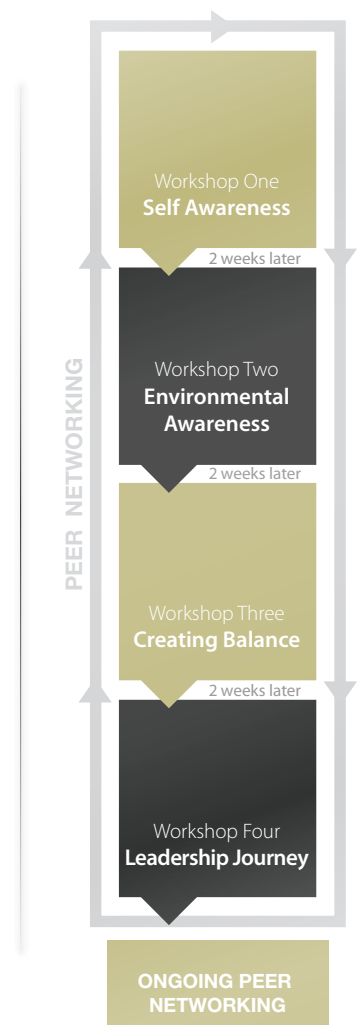 Workshop One
Self Awareness
2 weeks later
Workshop Two
Environmental
Awareness
2 weeks later
PEER NETWORKING
Workshop Three
Creating Balance
2 weeks later
Workshop Four
Leadership Journey
ONGOING PEER
NETWORKING